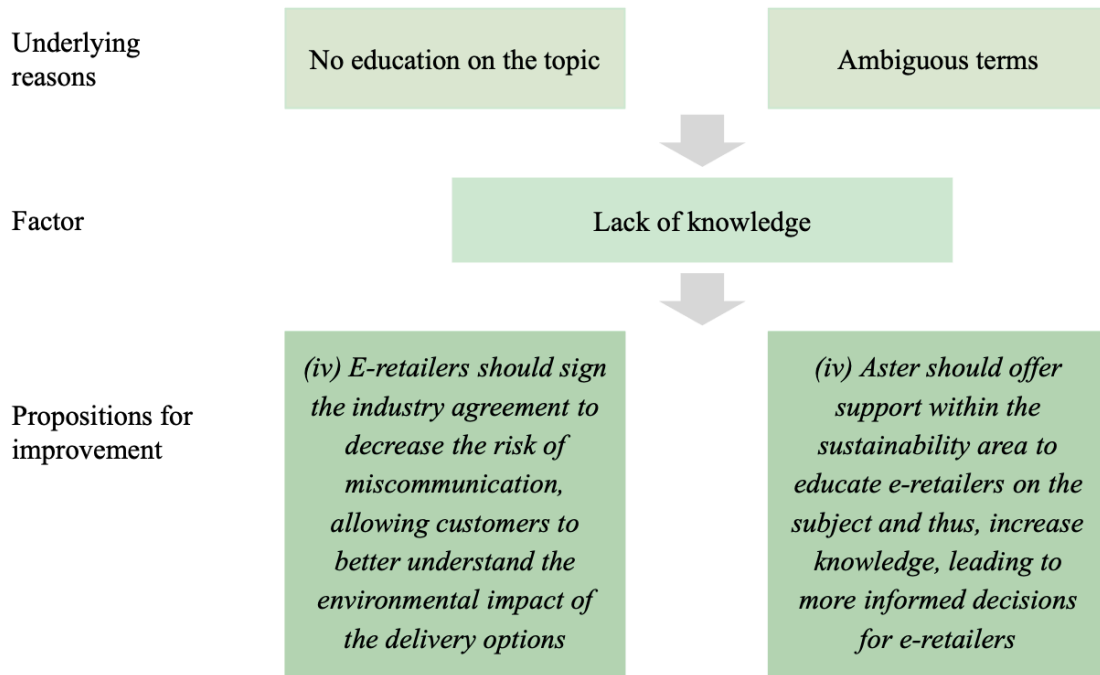 Underlying
reasons
No education on the topic
Ambiguous terms
Factor
Lack of knowledge
Propositions for
improvement
(iv) E-retailers should sign
the industry agreement to
decrease the risk of
miscommunication,
allowing customers to
better understand the
environmental impact of
the delivery options
(iv) Aster should offer
support within the
sustainability area to
educate e-retailers on the
subject and thus, increase
knowledge, leading to
more informed decisions
for e-retailers